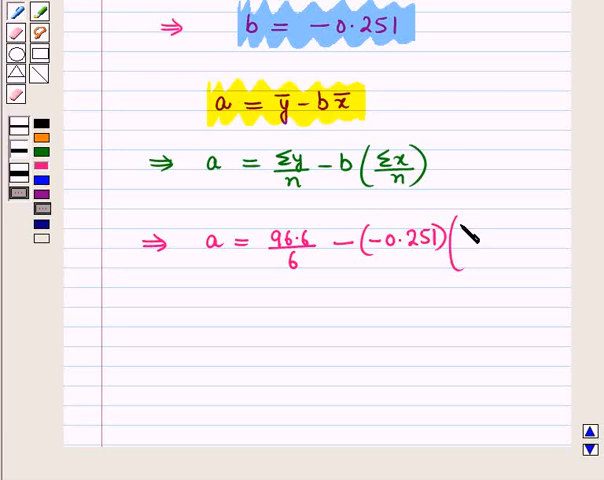 ⇒ b = -0.251
a = y̅ - b x̅
⇒ a = Σy/n - b (Σx/n)
⇒ a = 96.6/6 - (-0.251) (